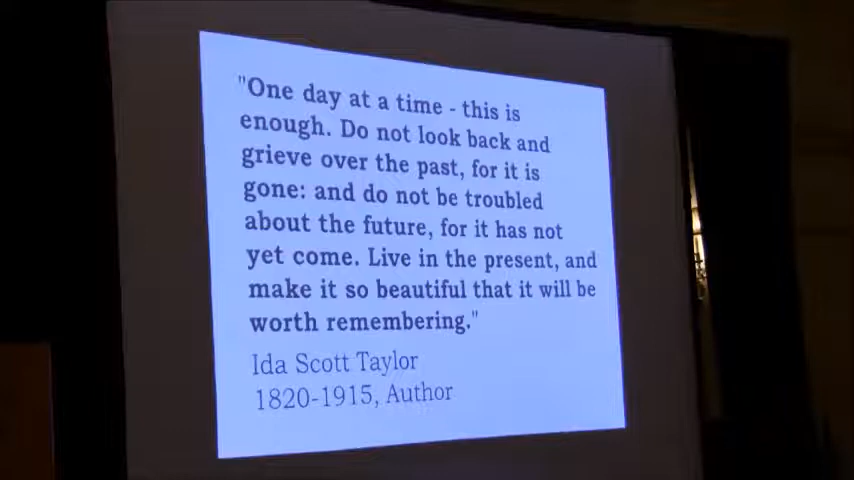 "One day at a time - this is
enough. Do not look back and
grieve over the past, for it is
gone: and do not be troubled
about the future, for it has not
yet come. Live in the present, and
make it so beautiful that it will be
worth remembering."
Ida Scott Taylor
1820-1915, Author